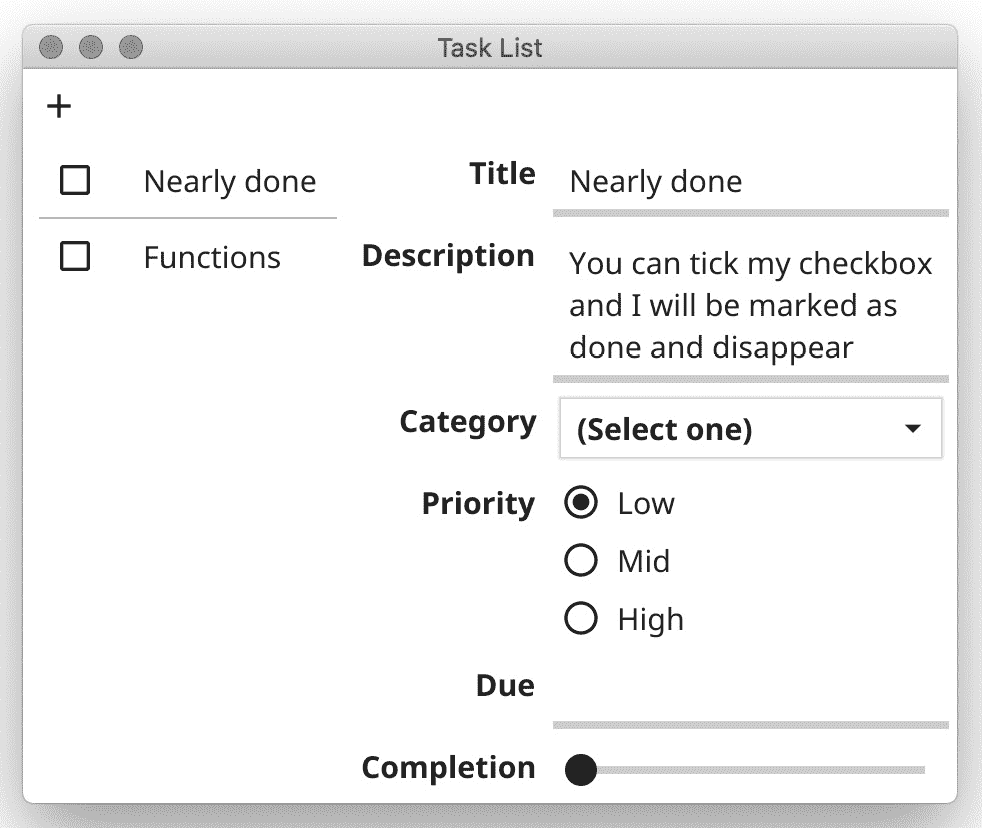 Task List
+
Nearly done
Functions
Title
Nearly done
Description
You can tick my checkbox
and I will be marked as
done and disappear
Category
(Select one)
Priority
Low
Mid
High
Due
Completion